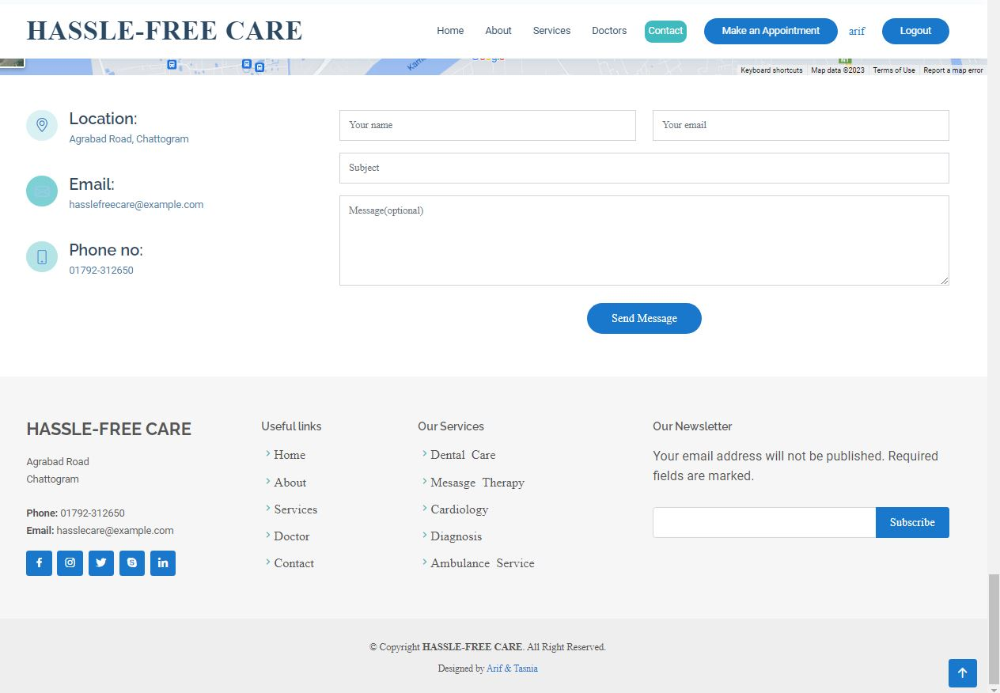 HASSLE-FREE CARE
Home
About
Services
Doctors
Contact
Make an Appointment
arif
Logout
Keyboard shortcuts
Map data ©2023
Terms of Use
Report a map error
Location:
Agrabad Road, Chattogram
Email:
hasslefreecare@example.com
Phone no:
01792-312650
Your name
Your email
Subject
Message(optional)
Send Message
HASSLE-FREE CARE
Agrabad Road
Chattogram
Phone: 01792-312650
Email: hasslecare@example.com
Useful links
Home
About
Services
Doctor
Contact
Our Services
Dental Care
Mesasge Therapy
Cardiology
Diagnosis
Ambulance Service
Our Newsletter
Your email address will not be published. Required
fields are marked.
Subscribe
© Copyright HASSLE-FREE CARE. All Right Reserved.
Designed by Arif & Tasnia